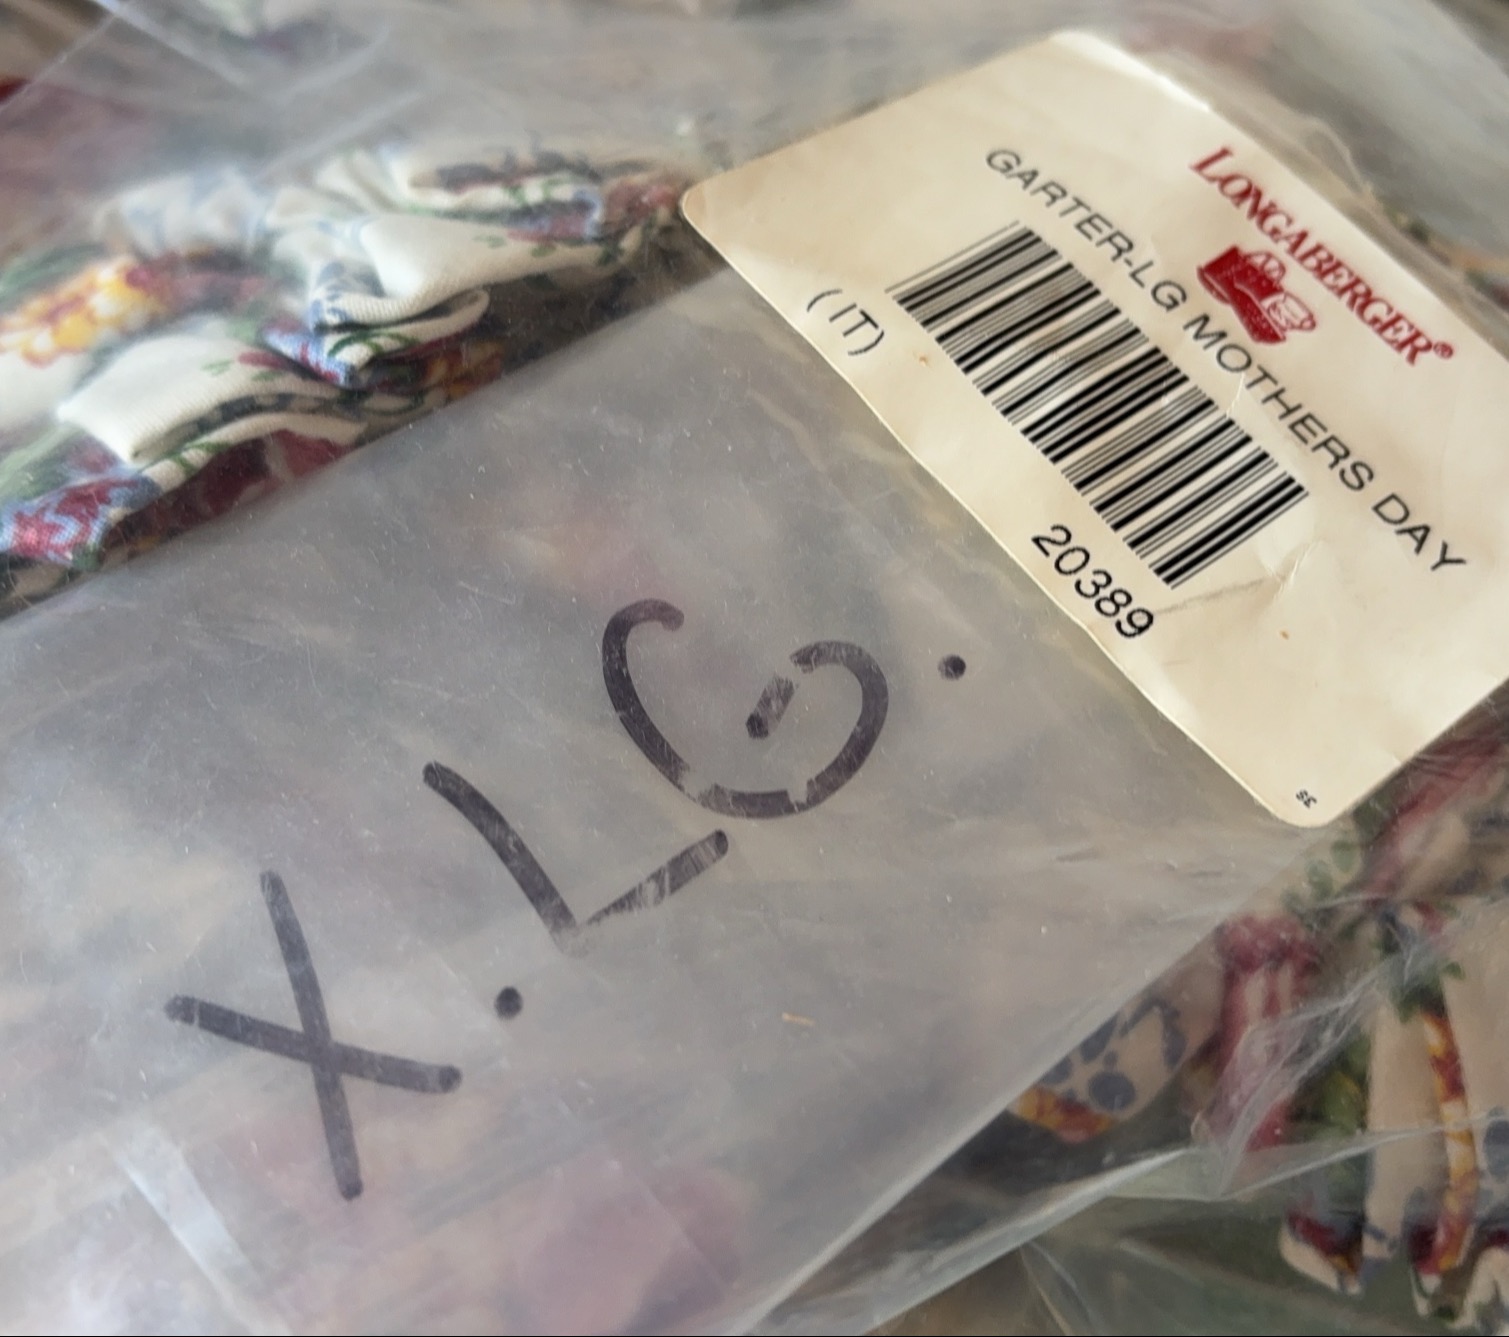 LONGABERGER®
GARTER-LG MOTHERS DAY
(IT)
20389
X.LG.